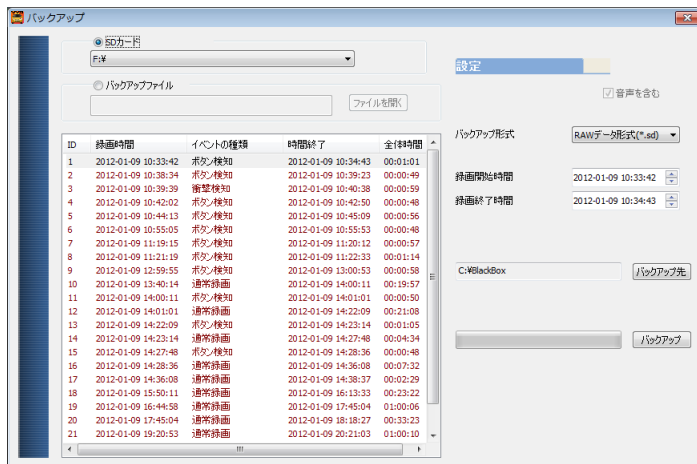 バックアップ
SDカード
F:¥
バックアップファイル
ファイルを開く
ID 録画時間 イベントの種類 時間終了 全体時間
1 2012-01-09 10:33:42 ボタン検知 2012-01-09 10:34:43 00:01:01
2 2012-01-09 10:38:34 ボタン検知 2012-01-09 10:39:23 00:00:49
3 2012-01-09 10:39:39 衝撃検知 2012-01-09 10:40:38 00:00:59
4 2012-01-09 10:42:02 ボタン検知 2012-01-09 10:42:50 00:00:48
5 2012-01-09 10:44:13 ボタン検知 2012-01-09 10:45:09 00:00:56
6 2012-01-09 10:55:05 ボタン検知 2012-01-09 10:55:53 00:00:48
7 2012-01-09 11:19:15 ボタン検知 2012-01-09 11:20:12 00:00:57
8 2012-01-09 11:21:19 ボタン検知 2012-01-09 11:22:33 00:01:14
9 2012-01-09 12:59:55 ボタン検知 2012-01-09 13:00:53 00:00:58
10 2012-01-09 13:40:14 通常録画 2012-01-09 14:00:11 00:19:57
11 2012-01-09 14:00:11 ボタン検知 2012-01-09 14:01:01 00:00:50
12 2012-01-09 14:01:01 通常録画 2012-01-09 14:22:09 00:21:08
13 2012-01-09 14:22:09 ボタン検知 2012-01-09 14:23:14 00:01:05
14 2012-01-09 14:23:14 通常録画 2012-01-09 14:27:48 00:04:34
15 2012-01-09 14:27:48 ボタン検知 2012-01-09 14:28:36 00:00:48
16 2012-01-09 14:28:36 通常録画 2012-01-09 14:36:08 00:07:32
17 2012-01-09 14:36:08 通常録画 2012-01-09 14:38:37 00:02:29
18 2012-01-09 15:50:11 通常録画 2012-01-09 16:13:33 00:23:22
19 2012-01-09 16:44:58 通常録画 2012-01-09 17:45:04 01:00:06
20 2012-01-09 17:45:04 通常録画 2012-01-09 18:18:27 00:33:23
21 2012-01-09 19:20:53 通常録画 2012-01-09 20:21:03 01:00:10
設定
音声を含む
バックアップ形式 RAWデータ形式(*.sd)
録画開始時間 2012-01-09 10:33:42
録画終了時間 2012-01-09 10:34:43
C:¥BlackBox バックアップ先
バックアップ